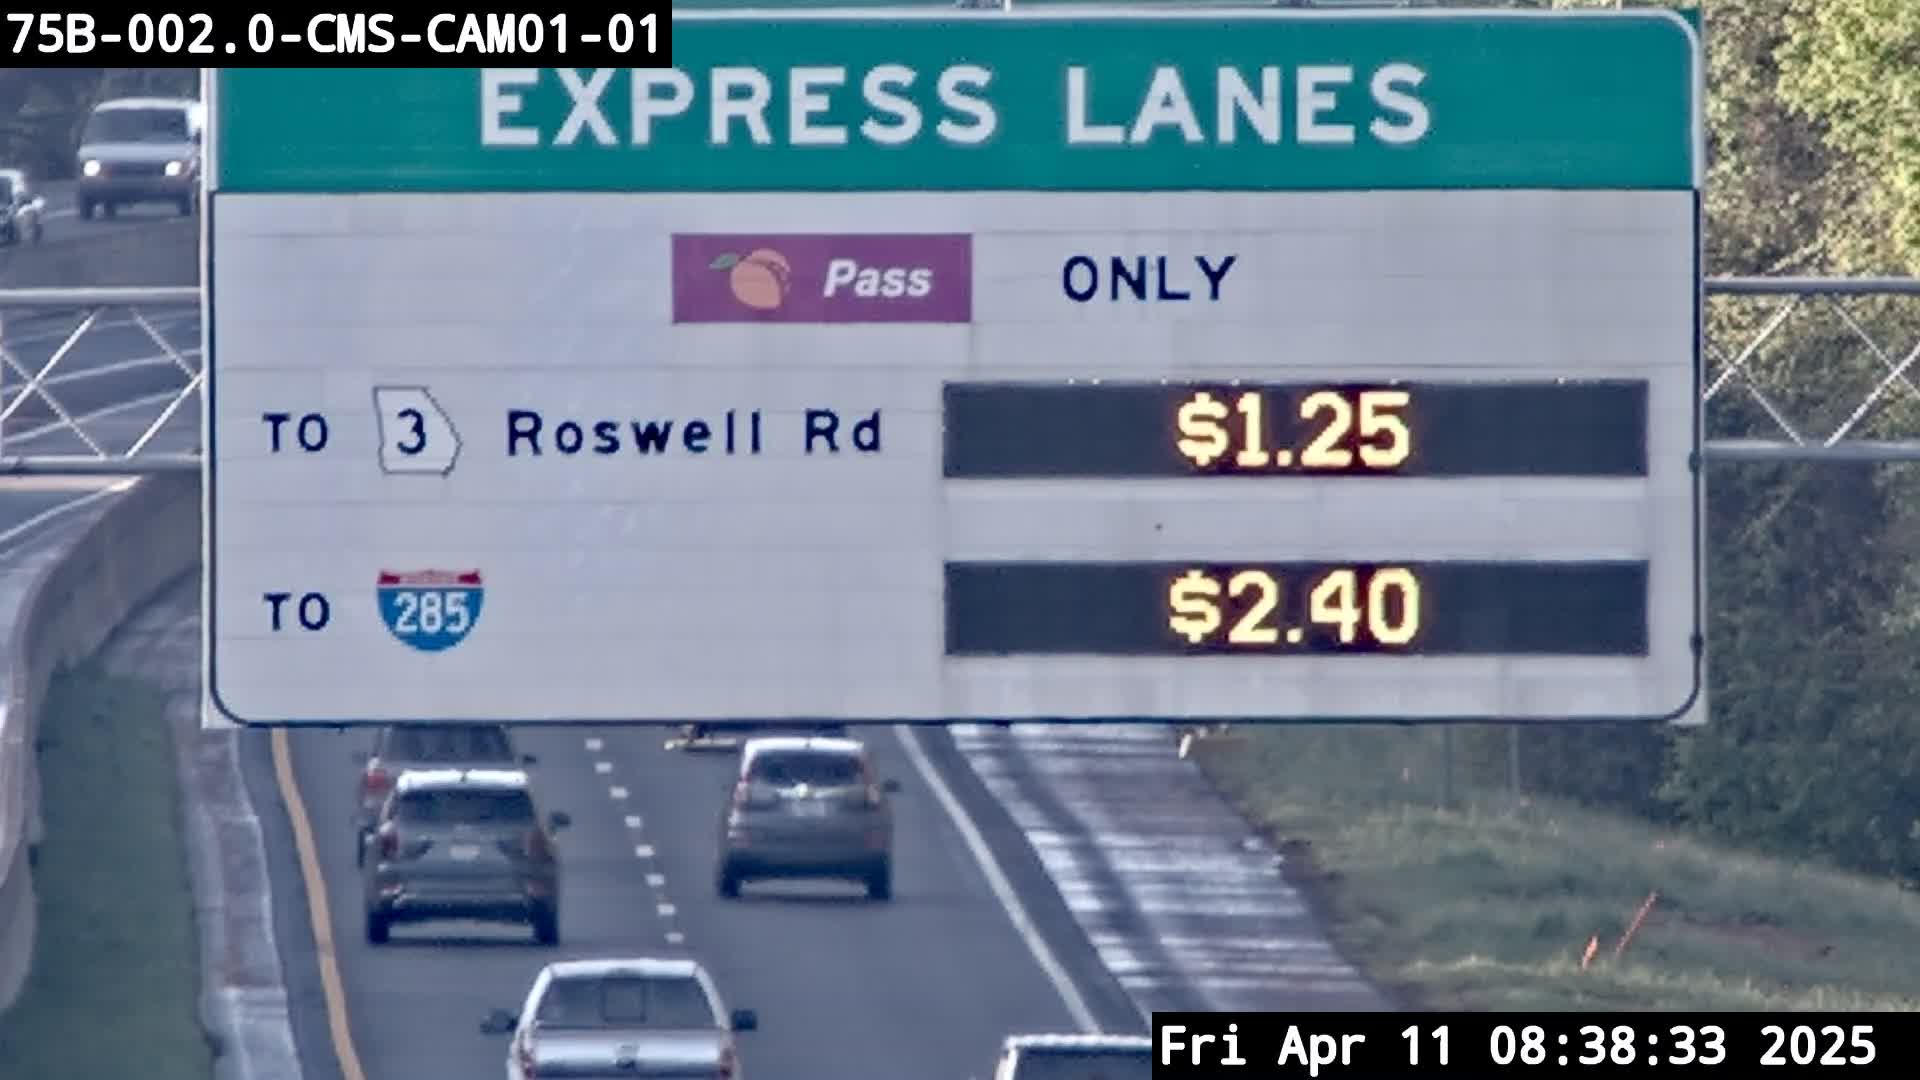 75B-002.0-CMS-CAM01-01
EXPRESS LANES
Pass ONLY
TO 3 Roswell Rd $1.25
TO 285 $2.40
Fri Apr 11 08:38:33 2025